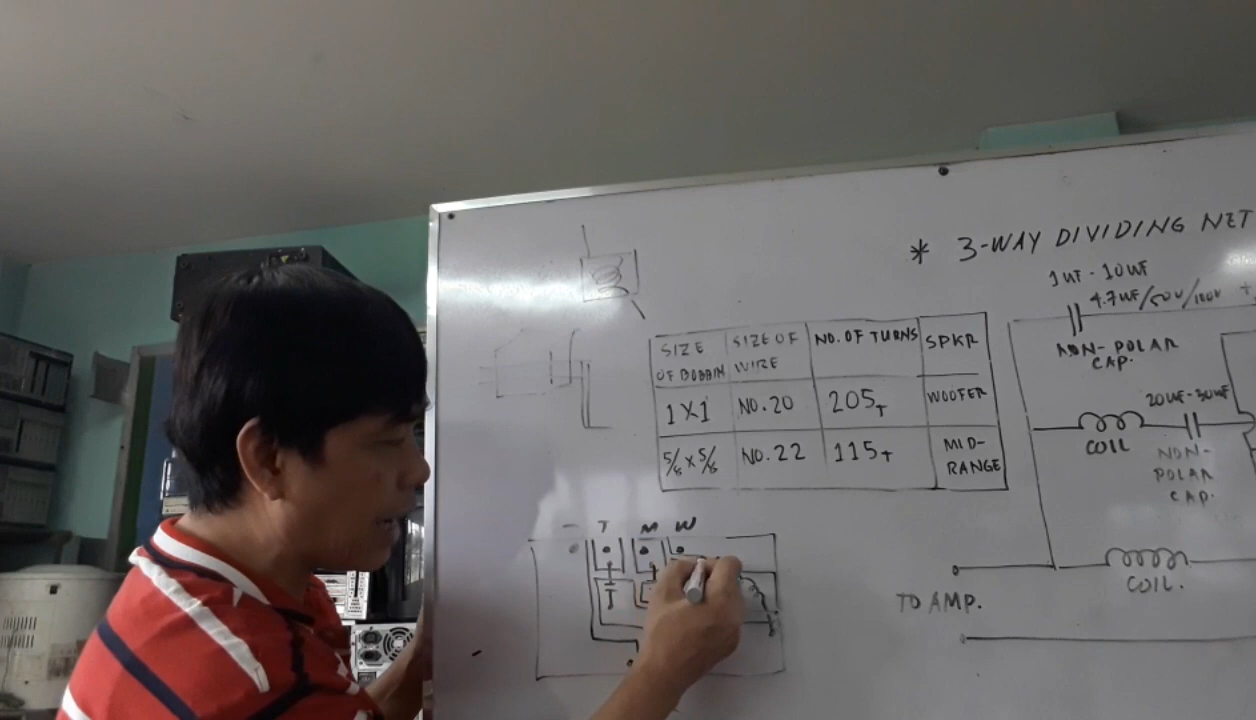 * 3-WAY DIVIDING NET
1UF - 10UF
4.7UF/50V/100V
NON-POLAR
CAP.
SIZE OF BOBBIN
SIZE OF WIRE
NO. OF TURNS
SPKR
1X1
NO.20
205T
WOOFER
5/8 x 5/8
NO.22
115T
MID-
RANGE
20UF-30UF
COIL
NON-
POLAR
CAP.
- T M W
COIL.
TO AMP.